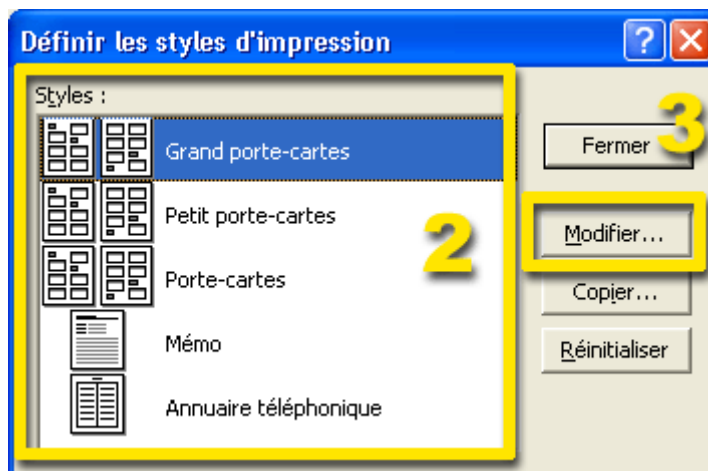 Définir les styles d'impression
?
Styles :
Grand porte-cartes
Petit porte-cartes
Porte-cartes
Mémo
Annuaire téléphonique
2
3
Fermer
Modifier...
Copier...
Réinitialiser